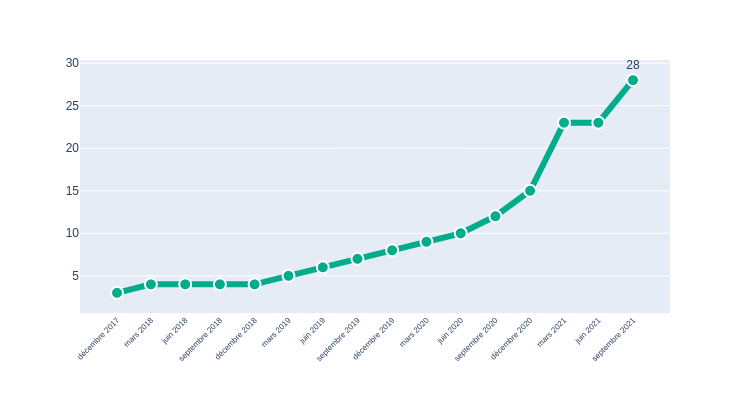 28
30
25
20
15
10
5
décembre 2017
mars 2018
juin 2018
septembre 2018
décembre 2018
mars 2019
juin 2019
septembre 2019
décembre 2019
mars 2020
juin 2020
septembre 2020
décembre 2020
mars 2021
juin 2021
septembre 2021